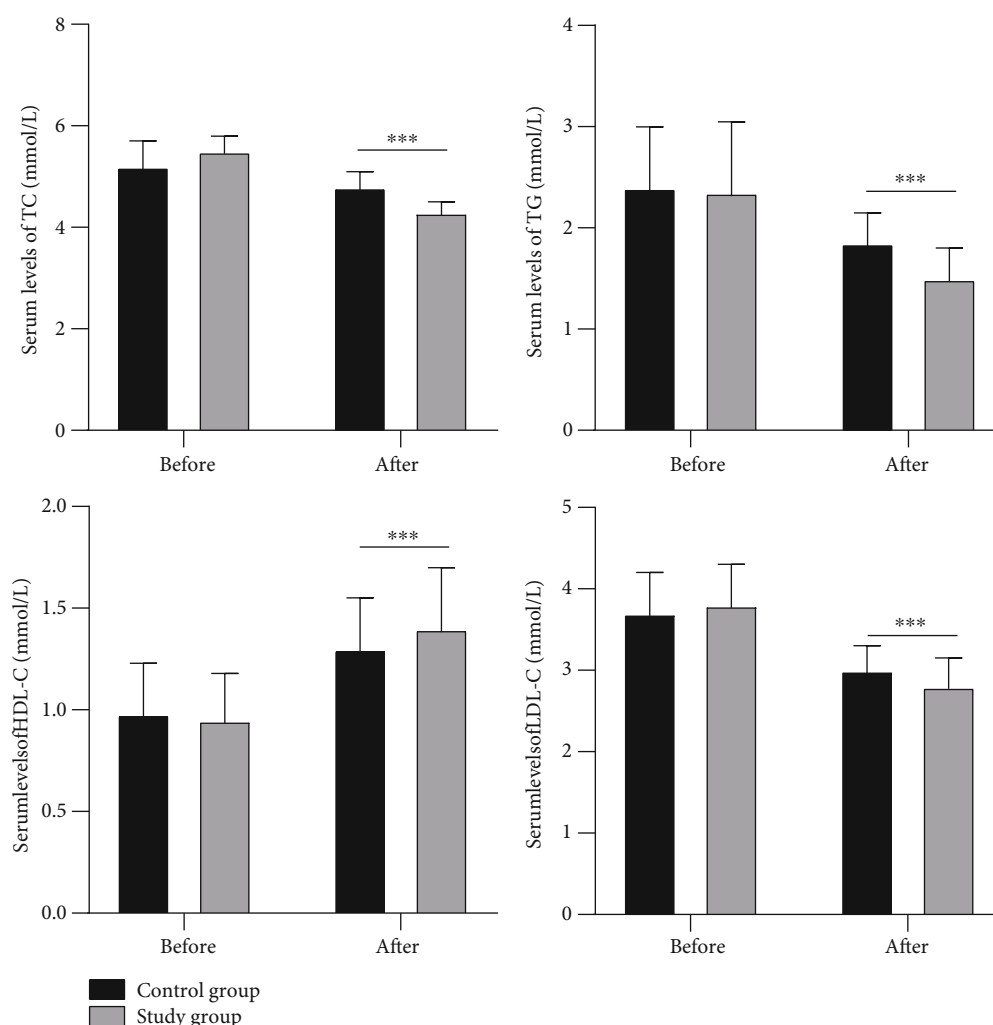 Serum levels of TC (mmol/L)
8
6
4
2
0
***
Before
After
Serum levels of TG (mmol/L)
4
3
2
1
0
***
Before
After
SerumlevelsofHDL-C (mmol/L)
2.0
1.5
1.0
0.5
0.0
***
Before
After
SerumlevelsofLDL-C (mmol/L)
5
4
3
2
1
0
***
Before
After
Control group
Study group